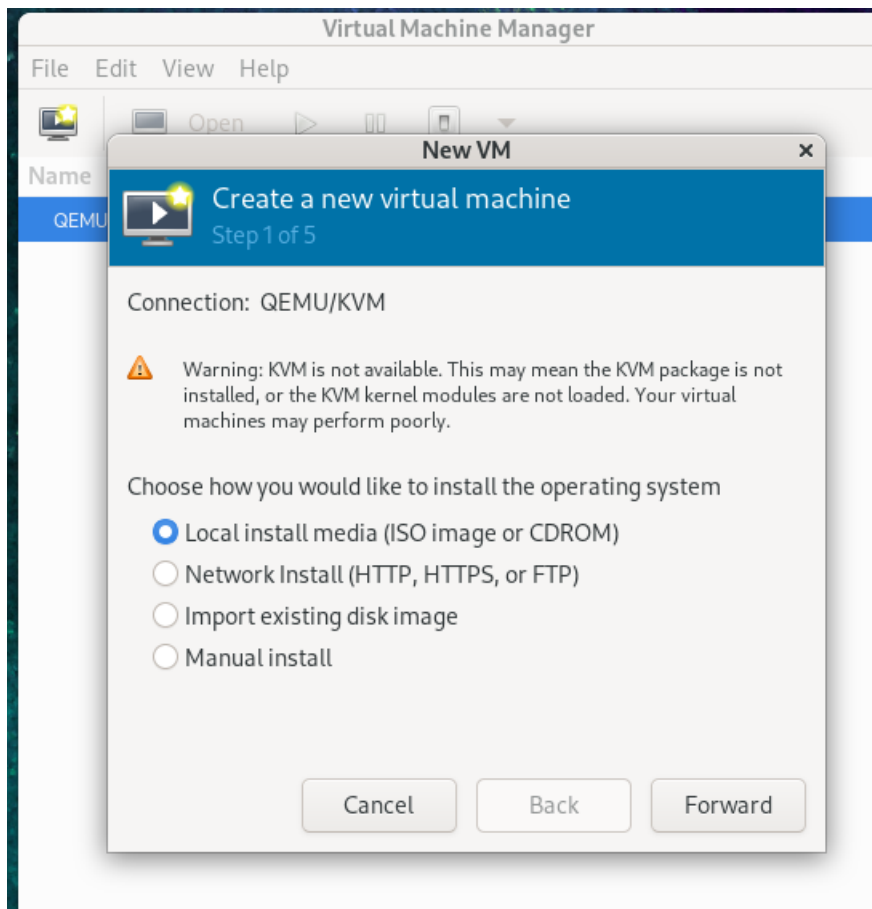 Virtual Machine Manager
File Edit View Help
Open
New VM
Name
Create a new virtual machine
QEMU
Step 1 of 5
Connection: QEMU/KVM
Warning: KVM is not available. This may mean the KVM package is not
installed, or the KVM kernel modules are not loaded. Your virtual
machines may perform poorly.
Choose how you would like to install the operating system
Local install media (ISO image or CDROM)
Network Install (HTTP, HTTPS, or FTP)
Import existing disk image
Manual install
Cancel Back Forward